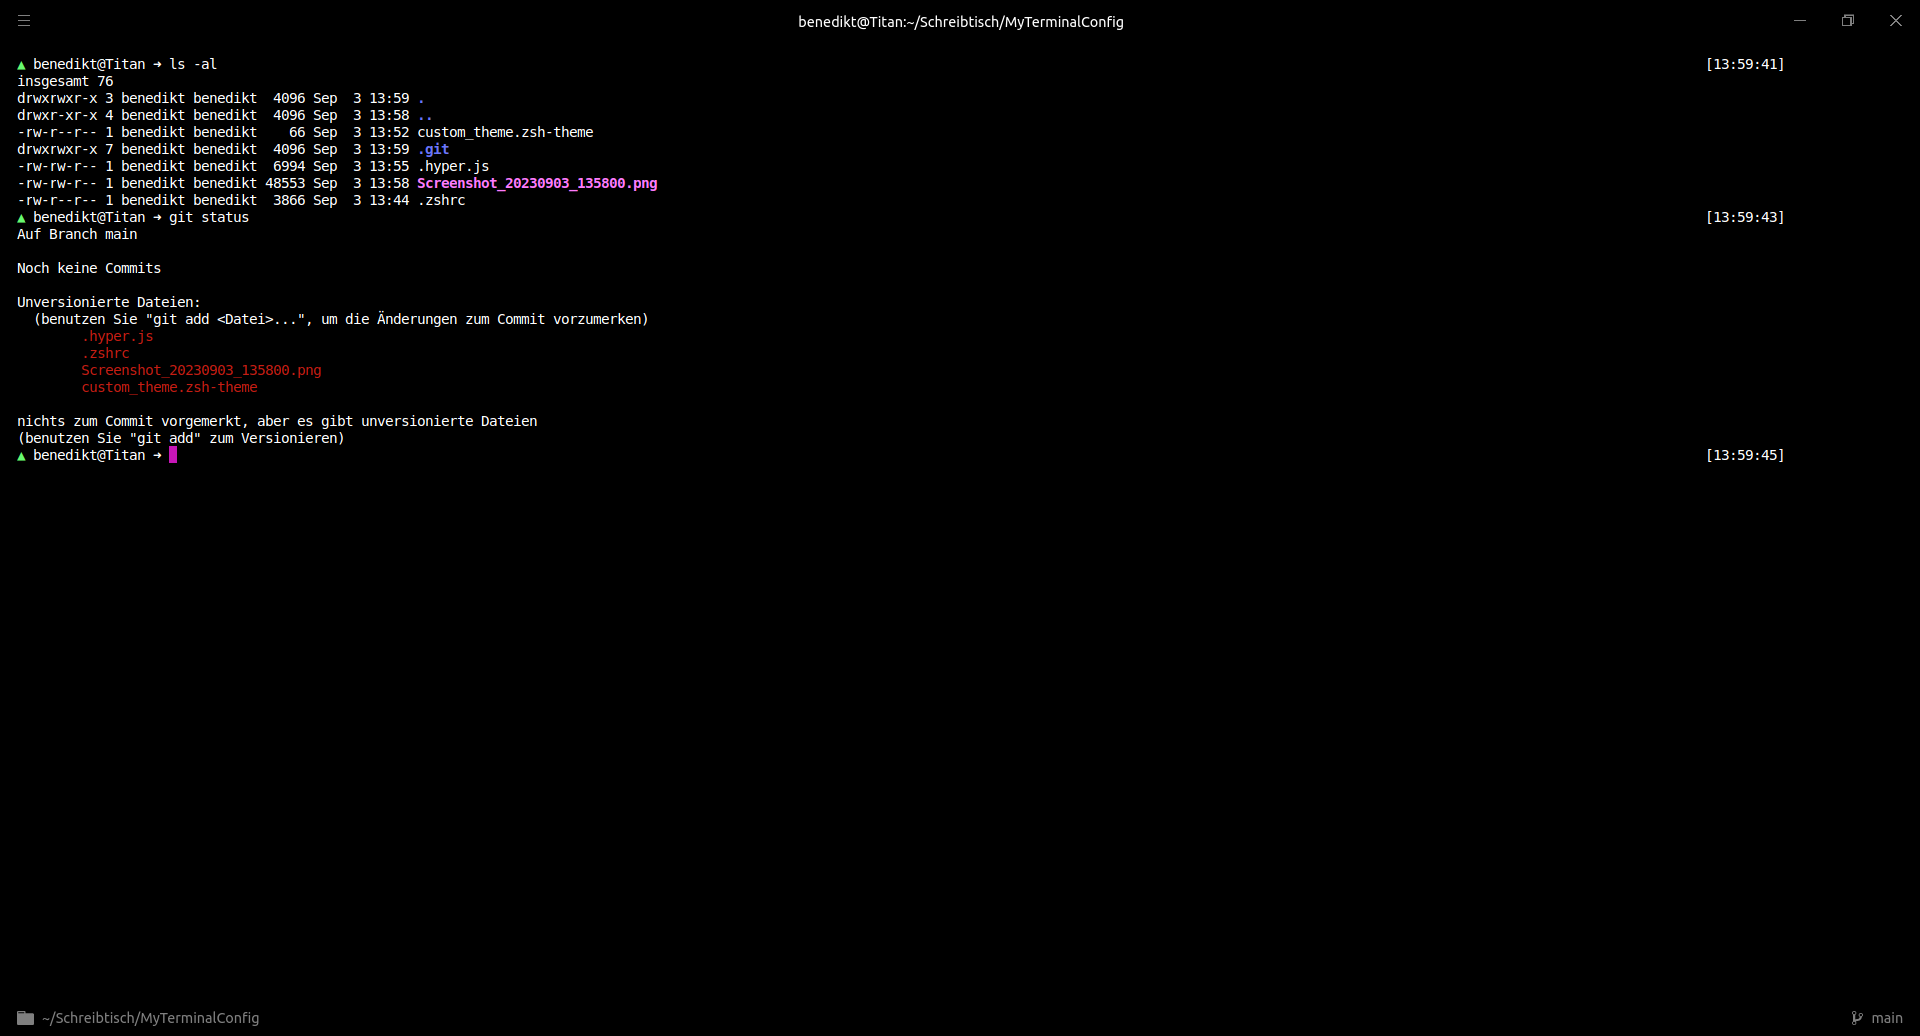 benedikt@Titan:~/Schreibtisch/MyTerminalConfig
▲ benedikt@Titan ➜ ls -al [13:59:41]
insgesamt 76
drwxrwxr-x 3 benedikt benedikt  4096 Sep  3 13:59 .
drwxr-xr-x 4 benedikt benedikt  4096 Sep  3 13:58 ..
-rw-r--r-- 1 benedikt benedikt    66 Sep  3 13:52 custom_theme.zsh-theme
drwxrwxr-x 7 benedikt benedikt  4096 Sep  3 13:59 .git
-rw-rw-r-- 1 benedikt benedikt  6994 Sep  3 13:55 .hyper.js
-rw-rw-r-- 1 benedikt benedikt 48553 Sep  3 13:58 Screenshot_20230903_135800.png
-rw-r--r-- 1 benedikt benedikt  3866 Sep  3 13:44 .zshrc
▲ benedikt@Titan ➜ git status [13:59:43]
Auf Branch main
Noch keine Commits
Unversionierte Dateien:
  (benutzen Sie "git add <Datei>...", um die Änderungen zum Commit vorzumerken)
        .hyper.js
        .zshrc
        Screenshot_20230903_135800.png
        custom_theme.zsh-theme
nichts zum Commit vorgemerkt, aber es gibt unversionierte Dateien
(benutzen Sie "git add" zum Versionieren)
▲ benedikt@Titan ➜ [13:59:45]
~/Schreibtisch/MyTerminalConfig main